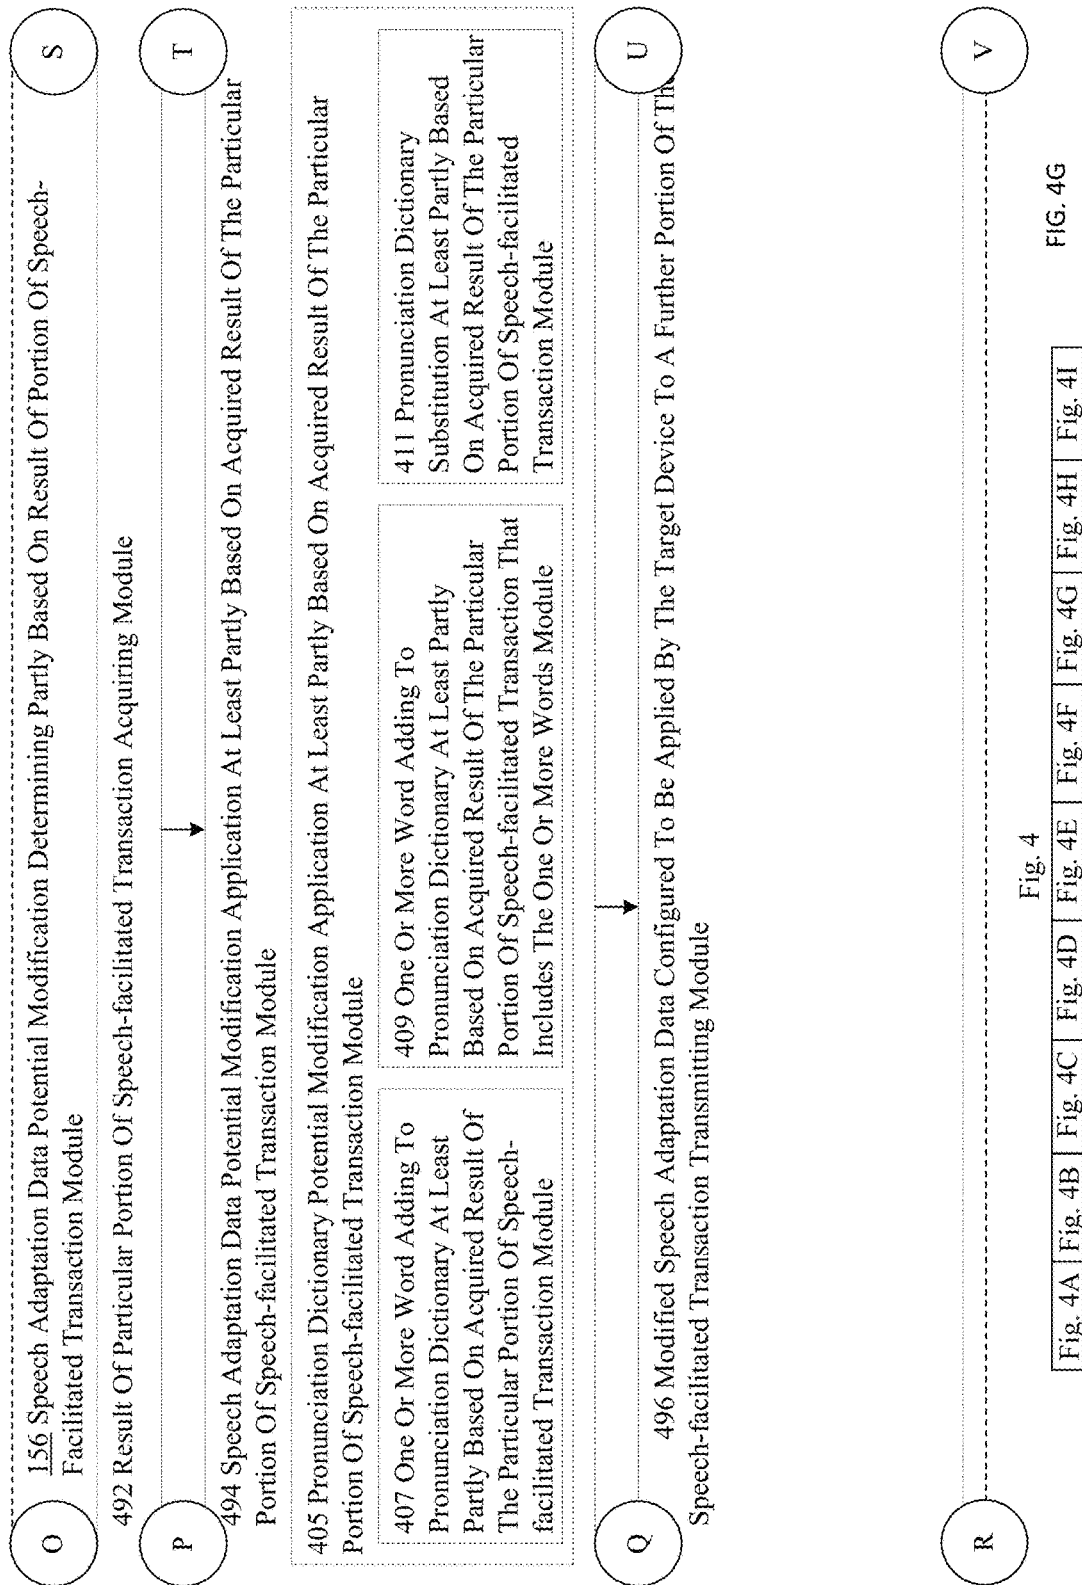 O
S
156 Speech Adaptation Data Potential Modification Determining Partly Based On Result Of Portion Of Speech-
Facilitated Transaction Module
492 Result Of Particular Portion Of Speech-facilitated Transaction Acquiring Module
P
T
494 Speech Adaptation Data Potential Modification Application At Least Partly Based On Acquired Result Of The Particular
Portion Of Speech-facilitated Transaction Module
405 Pronunciation Dictionary Potential Modification Application At Least Partly Based On Acquired Result Of The Particular
Portion Of Speech-facilitated Transaction Module
407 One Or More Word Adding To
Pronunciation Dictionary At Least
Partly Based On Acquired Result Of
The Particular Portion Of Speech-
facilitated Transaction Module
409 One Or More Word Adding To
Pronunciation Dictionary At Least Partly
Based On Acquired Result Of The Particular
Portion Of Speech-facilitated Transaction That
Includes The One Or More Words Module
411 Pronunciation Dictionary
Substitution At Least Partly Based
On Acquired Result Of The Particular
Portion Of Speech-facilitated
Transaction Module
Q
U
496 Modified Speech Adaptation Data Configured To Be Applied By The Target Device To A Further Portion Of The
Speech-facilitated Transaction Transmitting Module
R
V
Fig. 4
Fig. 4A Fig. 4B Fig. 4C Fig. 4D Fig. 4E Fig. 4F Fig. 4G Fig. 4H Fig. 4I
FIG. 4G